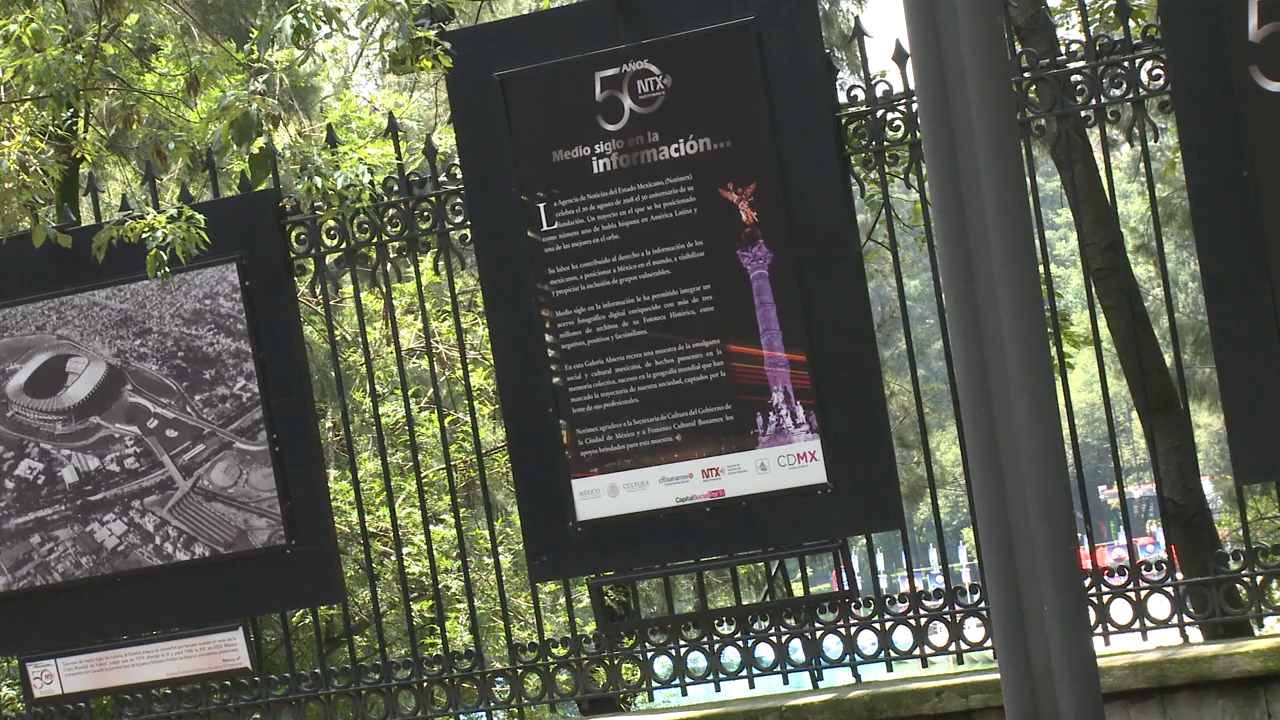 50 AÑOS NTX
Medio siglo en la
información...
La Agencia de Noticias del Estado Mexicano, (Notimex)
celebra el 20 de agosto de 2018 el 50 aniversario de su
fundación. Un trayecto en el que se ha posicionado
como número uno de habla hispana en América Latina y
una de las mejores en el orbe.
Su labor ha contribuido al derecho a la información de los
mexicanos, a posicionar a México en el mundo, a visibilizar
y propiciar la inclusión de grupos vulnerables.
Medio siglo en la información le ha permitido integrar un
acervo fotográfico digital enriquecido con más de tres
millones de archivos de su Fonoteca Histórica, entre
negativos, positivos y facsimilares.
En esta Galería Abierta recrea una muestra de la amalgama
social y cultural mexicana, de hechos presentes en la
memoria colectiva, sucesos en la geografía mundial que han
marcado la trayectoria de nuestra sociedad, captados por la
lente de sus profesionales.
Notimex agradece a la Secretaría de Cultura del Gobierno de
la Ciudad de México y a Fomento Cultural Banamex los
apoyos brindados para esta muestra.
MÉXICO CULTURA citibanamex NTX CDMX
CapitalSocial
50